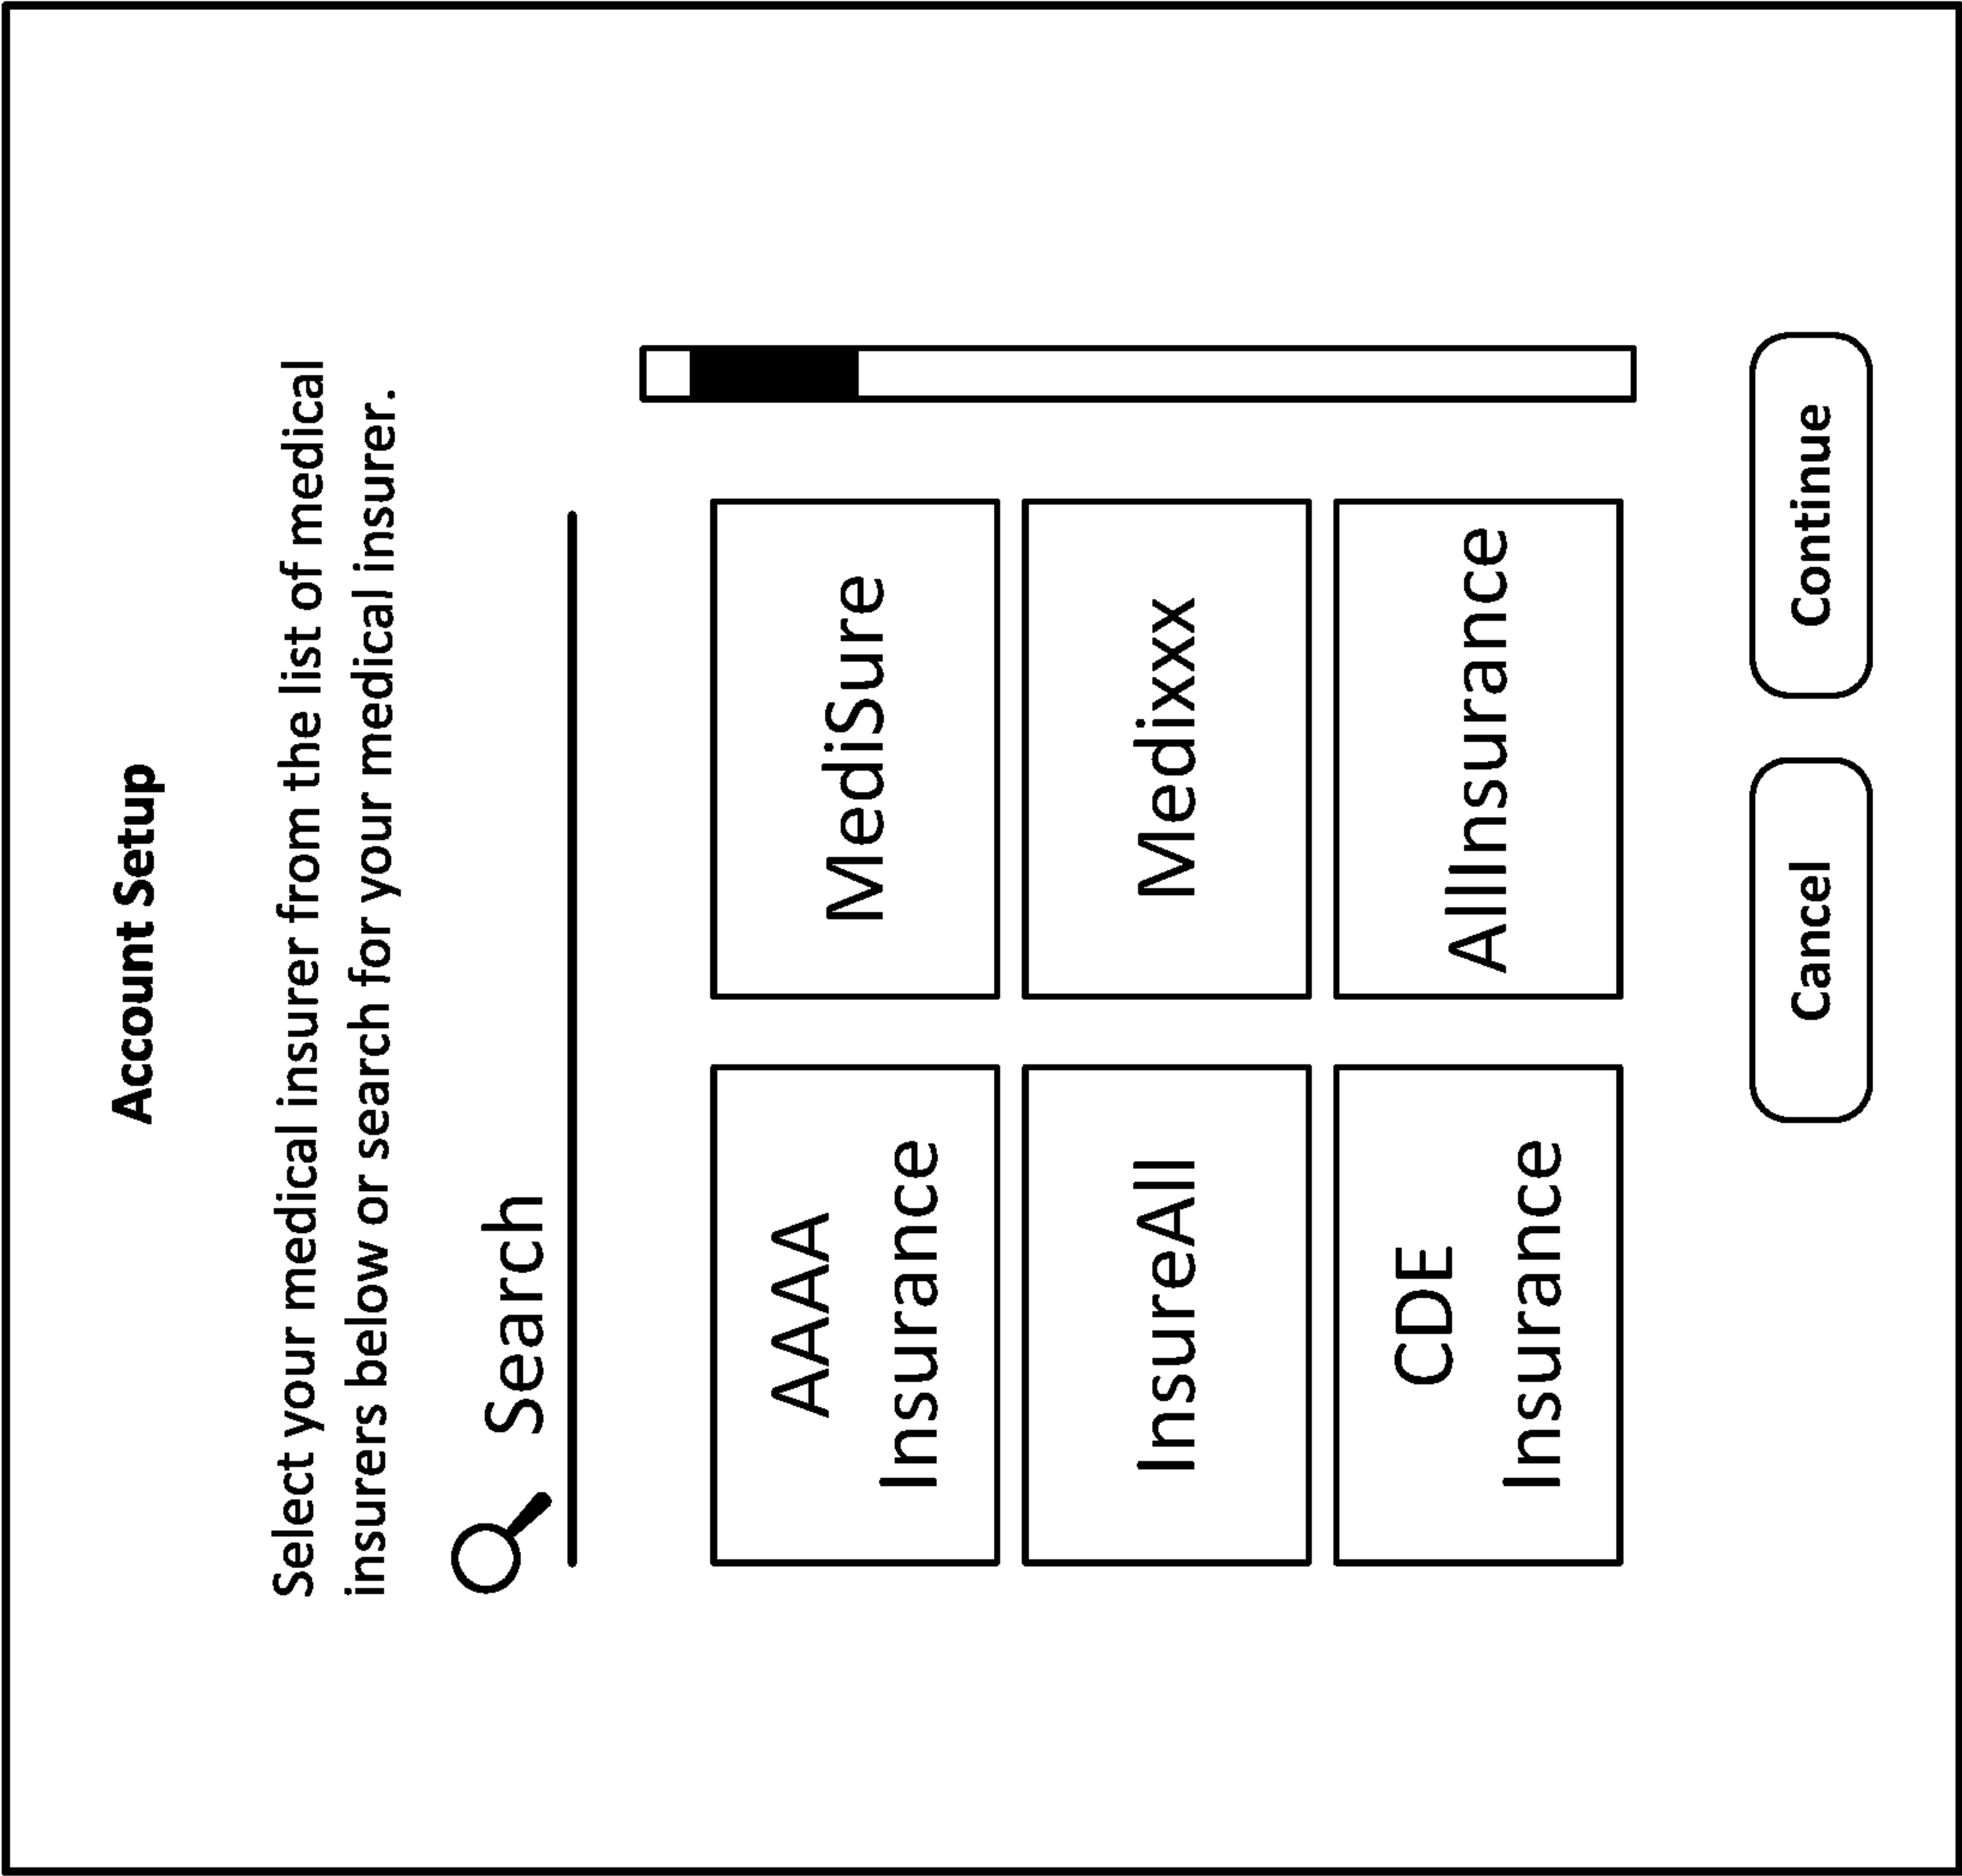 Account Setup
Select your medical insurer from the list of medical
insurers below or search for your medical insurer.
Search
AAAA
Insurance
MediSure
InsureAll
Medixxx
CDE
Insurance
AllInsurance
Cancel
Continue